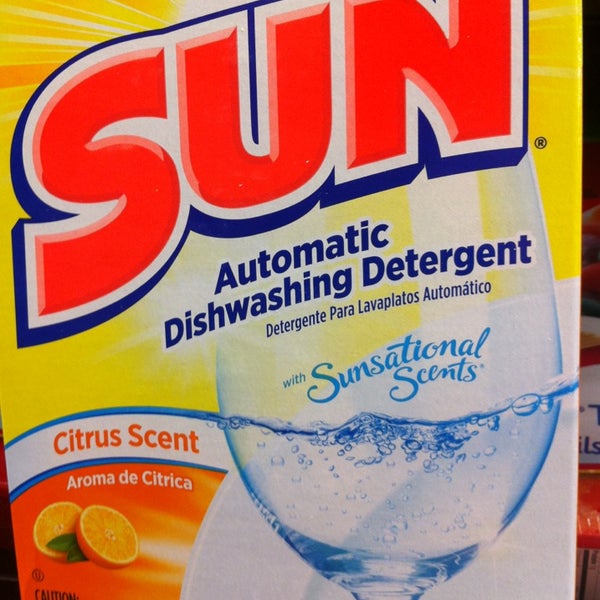 SUN®
Automatic
Dishwashing Detergent
Detergente Para Lavaplatos Automático
with Sunsational
Scents®
Citrus Scent
Aroma de Citrica
CAUTION: